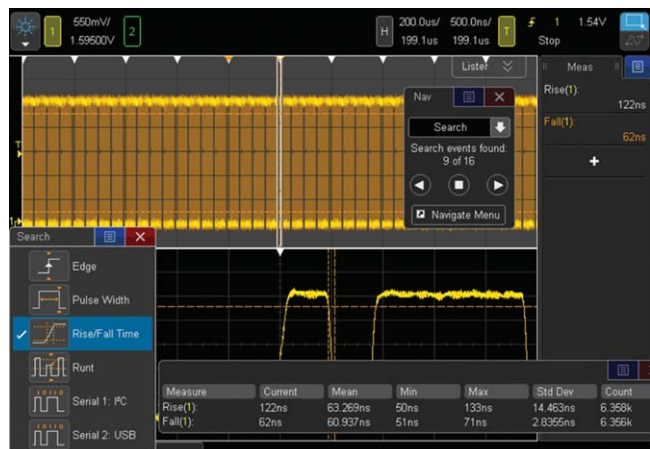 1
550mV/
1.59500V
2
H
200.0us/
199.1us
500.0ns/
199.1us
T
1
1.54V
Stop
Lister
Meas
Rise(1):
122ns
Fall(1):
62ns
Nav
Search
Search events found:
9 of 16
Navigate Menu
T
Search
Edge
Pulse Width
Rise/Fall Time
Runt
Serial 1: I²C
Serial 2: USB
Measure Current Mean Min Max Std Dev Count
Rise(1): 122ns 63.269ns 50ns 133ns 14.463ns 6.358k
Fall(1): 62ns 60.937ns 51ns 71ns 2.8355ns 6.356k